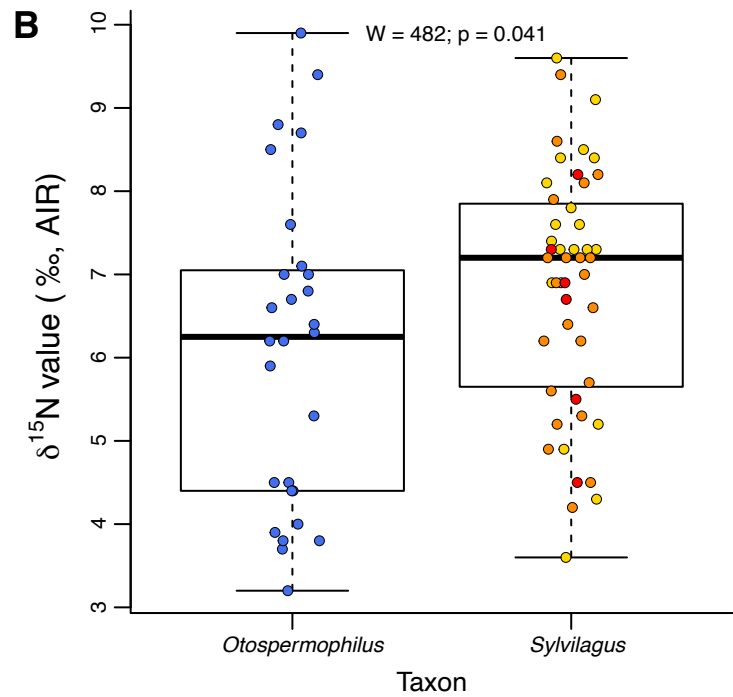 B
W = 482; p = 0.041
δ15N value ( ‰, AIR)
10
9
8
7
6
5
4
3
Otospermophilus Sylvilagus
Taxon